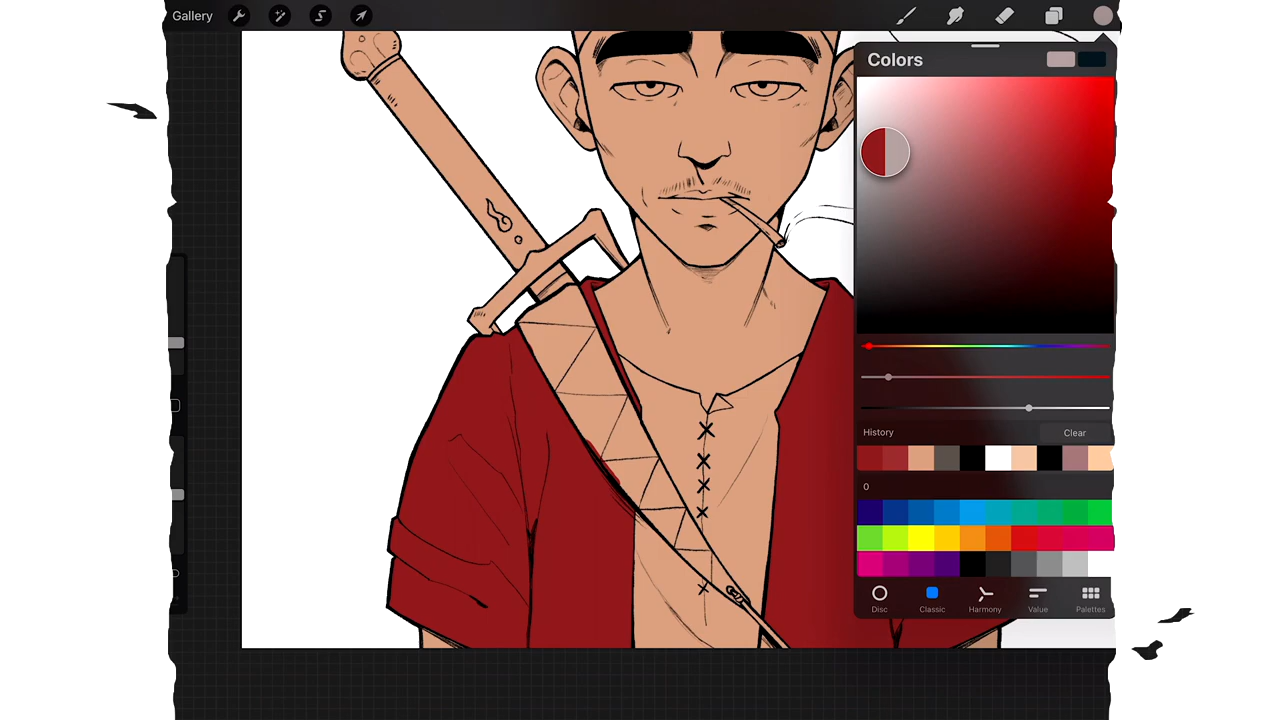 Gallery
Colors
History
Clear
0
Disc
Classic
Harmony
Value
Palettes